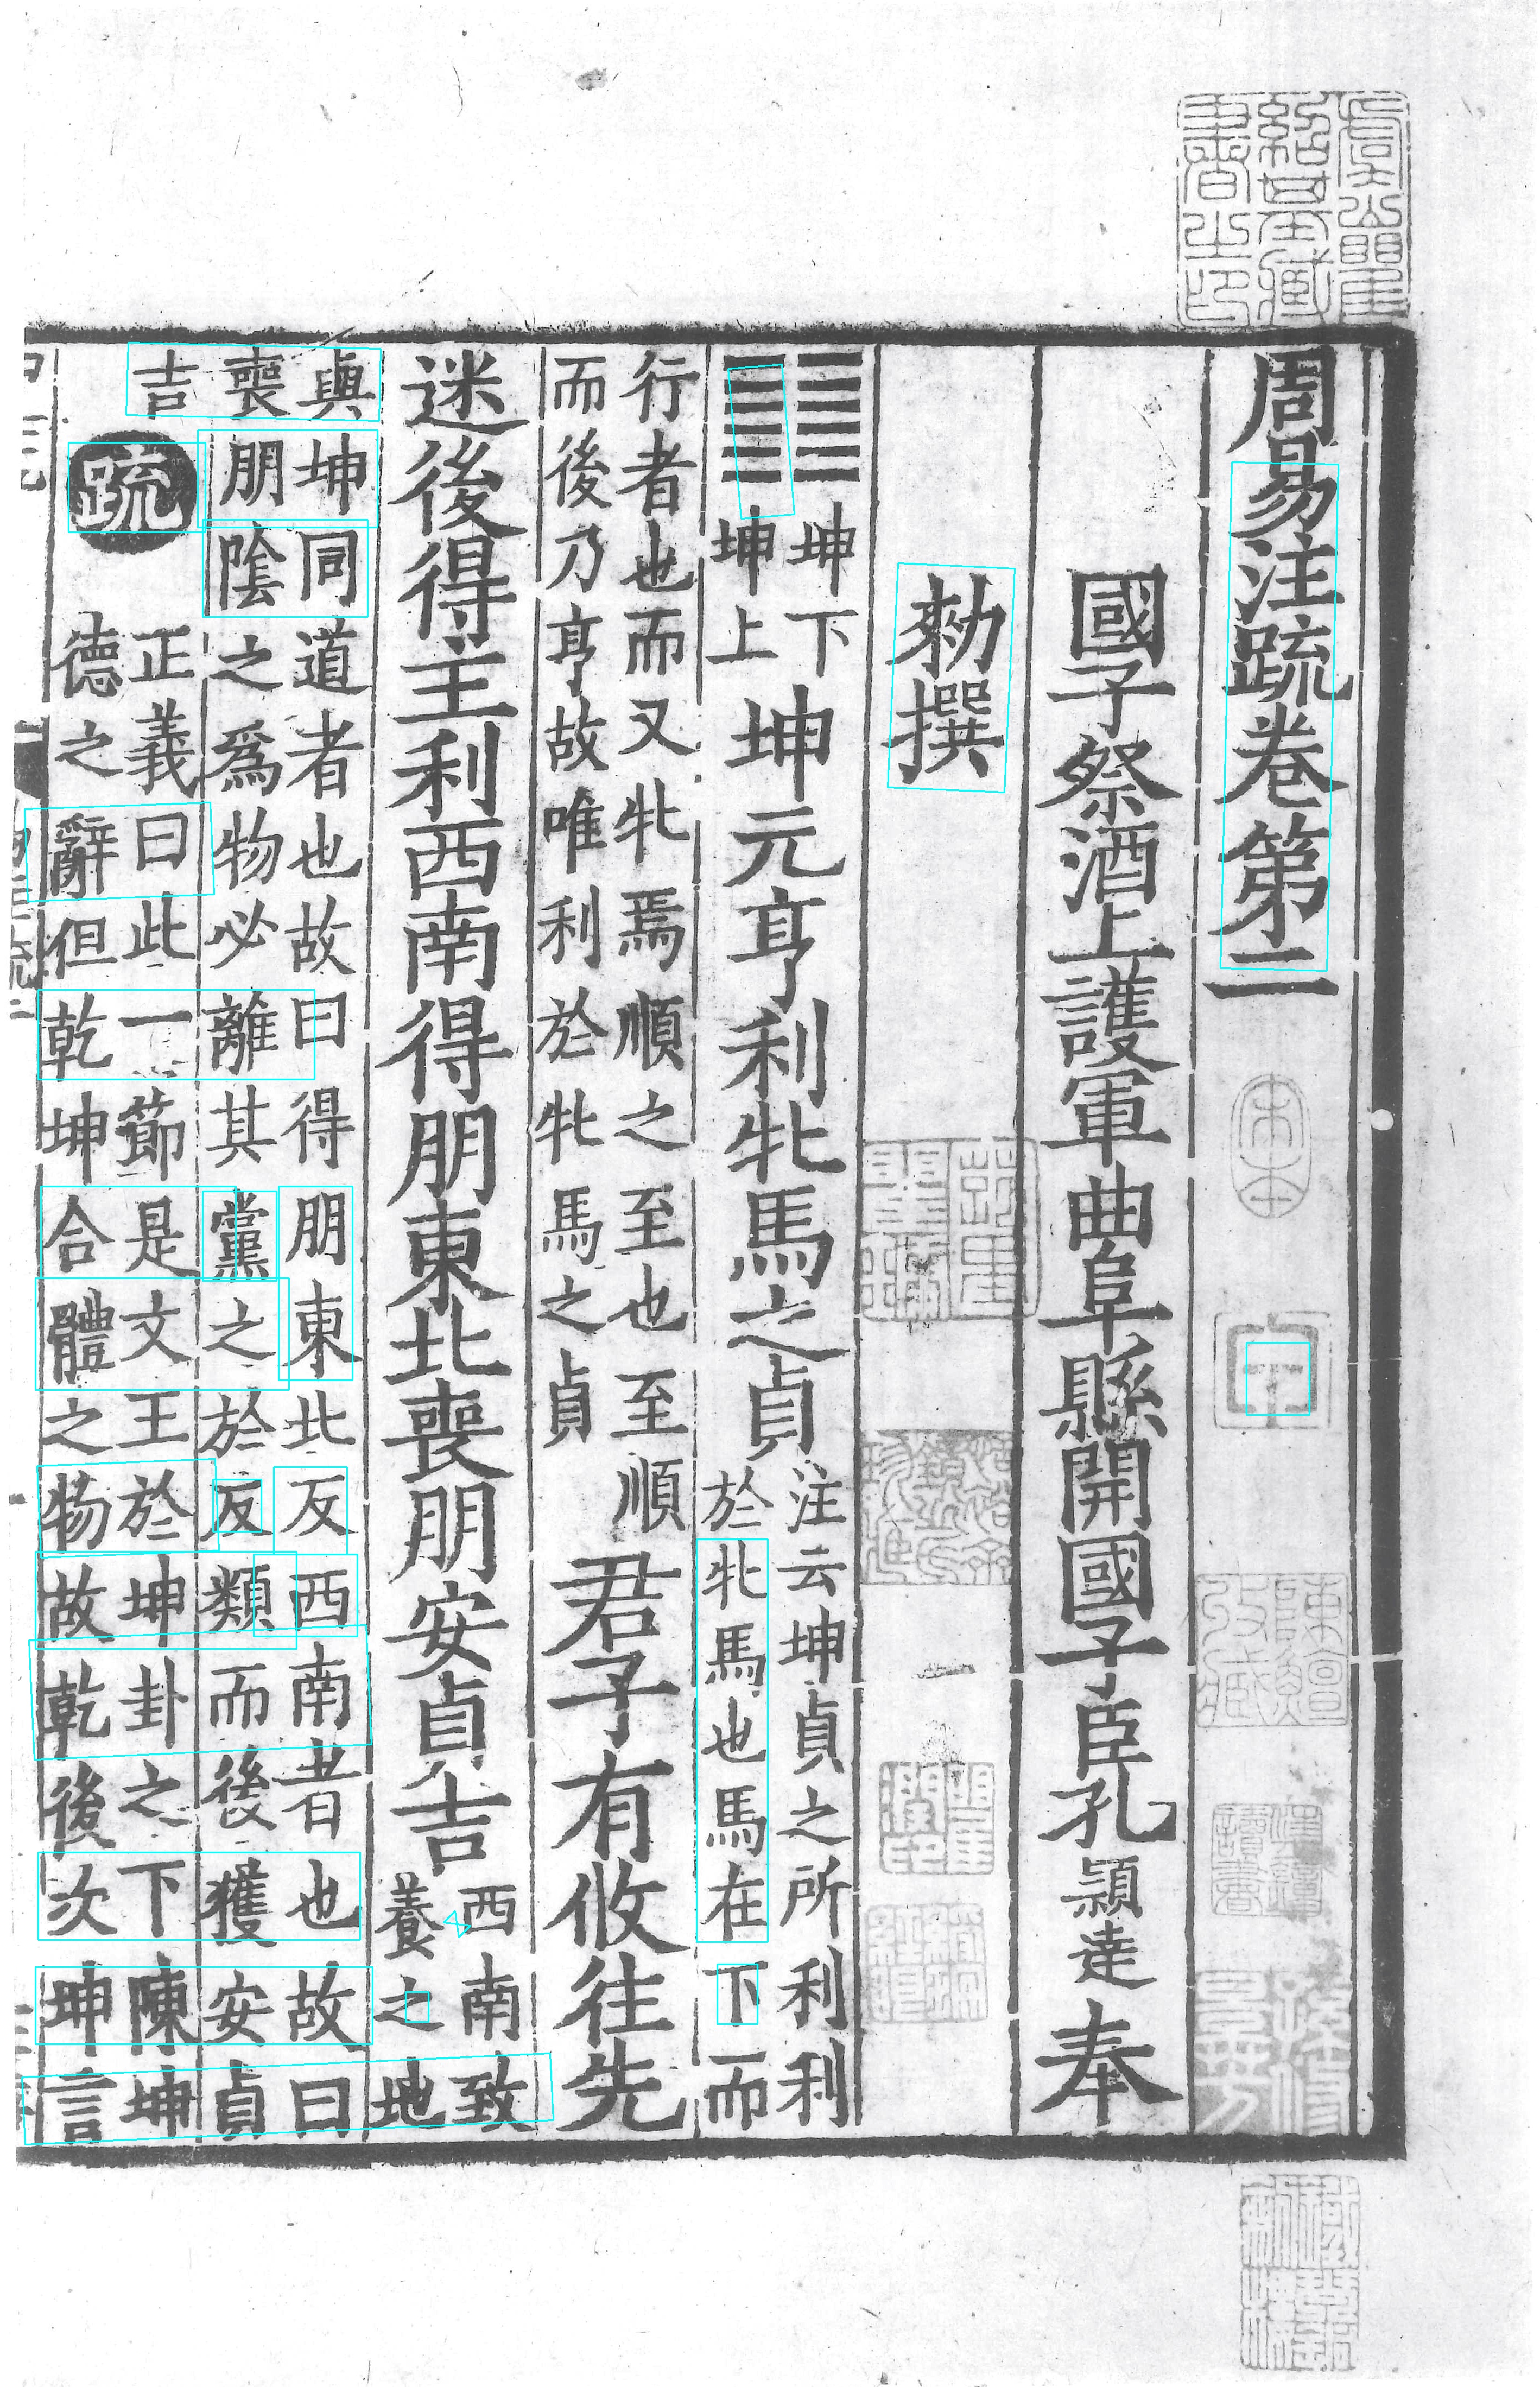 周易注疏卷第二
國子祭酒上護軍曲阜縣開國子臣孔穎達奉
勑撰
䷁
坤下
坤上
坤元亨利牝馬之貞
注云坤貞之所利利
於牝馬也馬在下而
行者也而又牝焉順之至也至順
而後乃亨故唯利於牝馬之貞
君子有攸往先
迷後得主利西南得朋東北喪朋安貞吉
西南致
養之地
與坤同道者也故曰得朋東北反西南者也故曰
喪朋陰之爲物必離其黨之於反類而後獲安貞
吉
疏
正義曰此一節是文王於坤卦之下陳坤
德之辭但乾坤合體之物故乾後次坤言